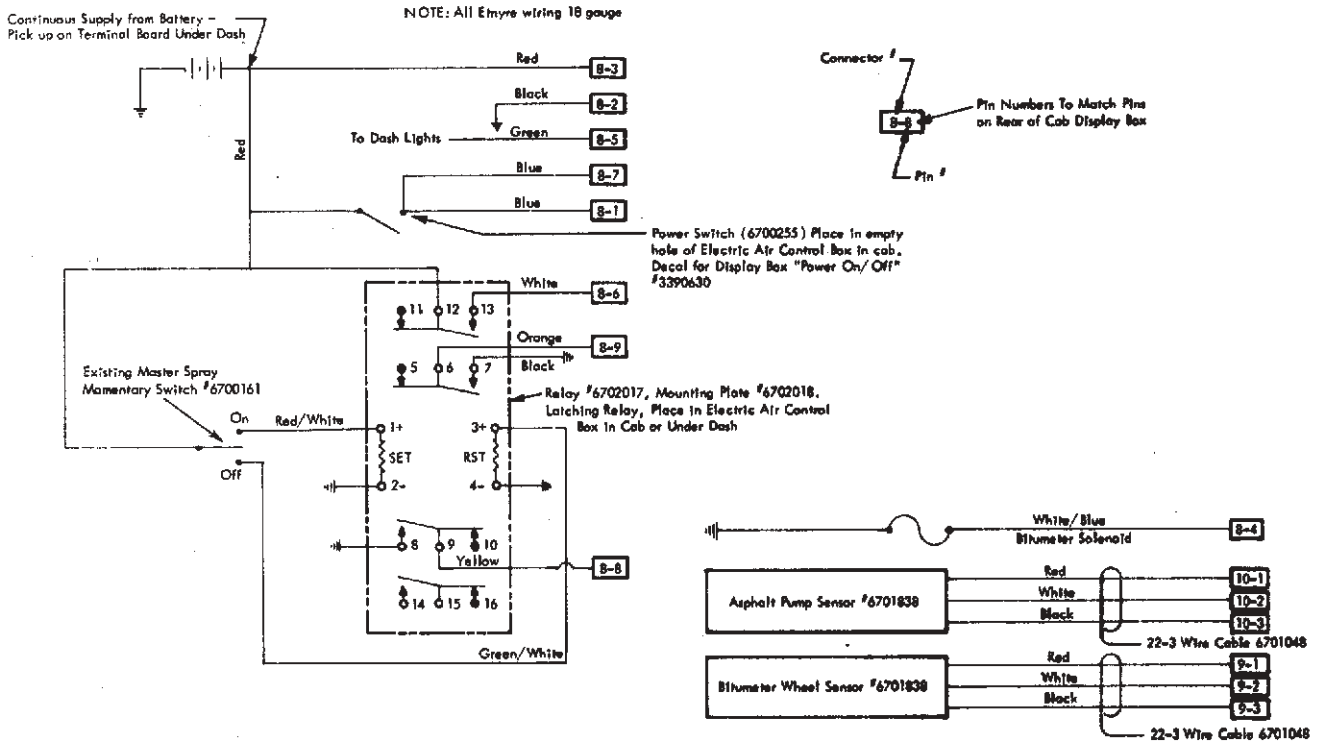 NOTE: All Etnyre wiring 18 gauge
Continuous Supply from Battery -
Pick up on Terminal Board Under Dash
Red
8-3
Black
8-2
To Dash Lights
Green
8-5
Blue
8-7
Blue
8-1
Red
Connector #
8-8
Pin Numbers To Match Pins
on Rear of Cab Display Box
Pin #
Power Switch (6700255) Place in empty
hole of Electric Air Control Box in cab.
Decal for Display Box "Power On/Off"
#3390630
White
8-6
11 12 13
Orange
8-9
5 6 7
Black
Existing Master Spray
Momentary Switch #6700161
On
Red/White
Off
Relay #6702017, Mounting Plate #6702018.
Latching Relay, Place in Electric Air Control
Box in Cab or Under Dash
1+ 3+
SET RST
2- 4-
8 9 10
Yellow
8-8
14 15 16
Green/White
White/Blue
8-4
Bitumeter Solenoid
Asphalt Pump Sensor #6701838
Red
10-1
White
10-2
Black
10-3
22-3 Wire Cable 6701048
Bitumeter Wheel Sensor #6701838
Red
9-1
White
9-2
Black
9-3
22-3 Wire Cable 6701048